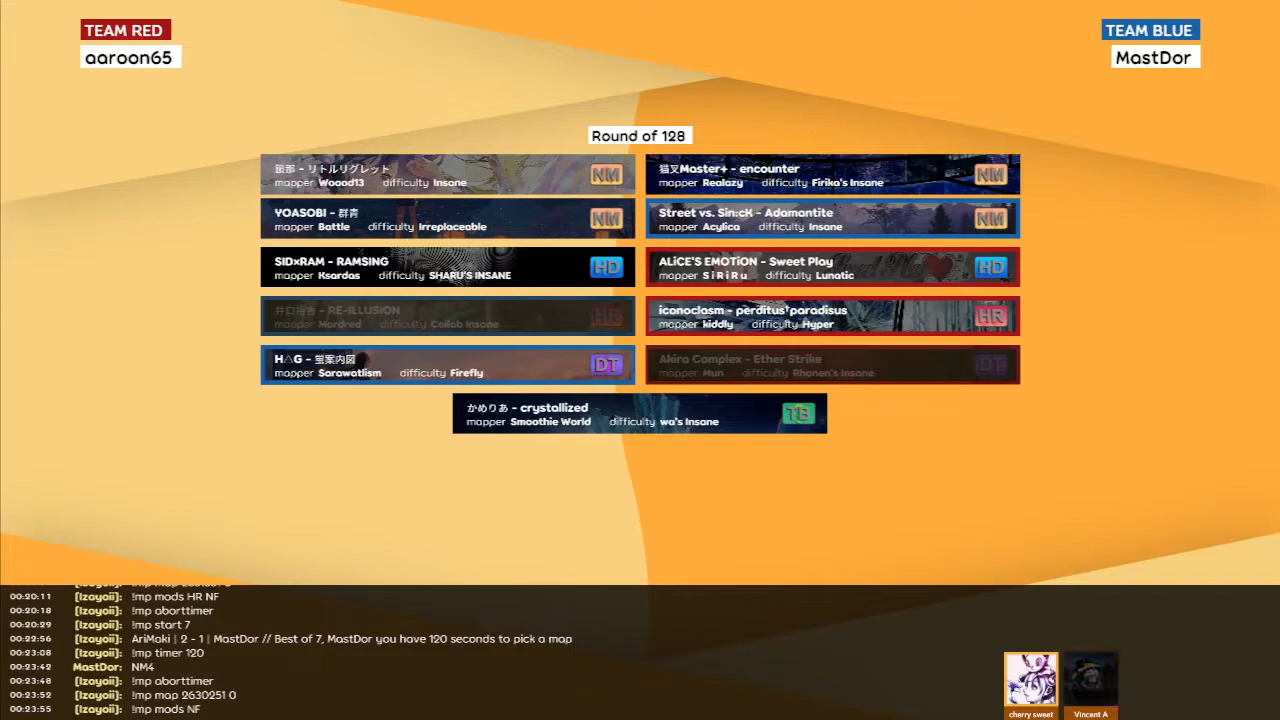 TEAM RED
aaroon65
TEAM BLUE
MastDor
Round of 128
リトルリグレット
mapper Woood13 difficulty Insane
NM
猫叉Master+ - encounter
mapper Realazy difficulty Firika's Insane
NM
YOASOBI - 群青
mapper Battle difficulty Irreplaceable
NM
Street vs. Sin:cK - Adamantite
mapper Acylica difficulty Insane
NM
SID×RAM - RAMSING
mapper Ksardas difficulty SHARU'S INSANE
HD
ALiCE'S EMOTiON - Sweet Play
mapper S i R i R u difficulty Lunatic
HD
井口裕香 - RE-ILLUSION
mapper Mordred difficulty Collab Insane
HR
iconoclasm - perditus†paradisus
mapper kiddly difficulty Hyper
HR
H△G - 蛍案内図
mapper Sarawatlism difficulty Firefly
DT
Akira Complex - Ether Strike
mapper Mun difficulty Rhonen's Insane
DT
かめりあ - crystallized
mapper Smoothie World difficulty wa's Insane
TB
00:20:11 [Izayoii]: !mp mods HR NF
00:20:18 [Izayoii]: !mp aborttimer
00:20:29 [Izayoii]: !mp start 7
00:22:56 [Izayoii]: AriMaki | 2 - 1 | MastDor // Best of 7, MastDor you have 120 seconds to pick a map
00:23:08 [Izayoii]: !mp timer 120
00:23:42 MastDor: NM4
00:23:48 [Izayoii]: !mp aborttimer
00:23:52 [Izayoii]: !mp map 2630251 0
00:23:55 [Izayoii]: !mp mods NF
cherry sweet
Vincent A